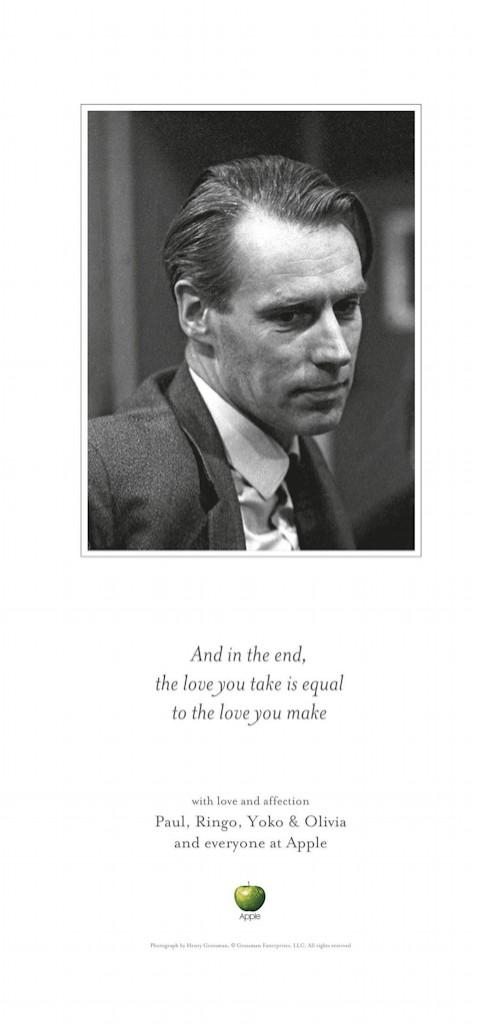 And in the end,
the love you take is equal
to the love you make
with love and affection
Paul, Ringo, Yoko & Olivia
and everyone at Apple
Apple
Photograph by Henry Grossman. © Grossman Enterprises, LLC. All rights reserved